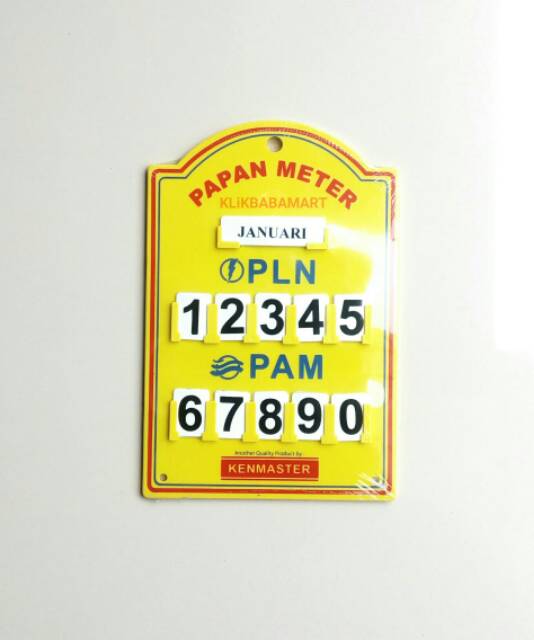 PAPAN METER
KLiKBABAMART
JANUARI
PLN
12345
PAM
67890
Another Quality Product by
KENMASTER